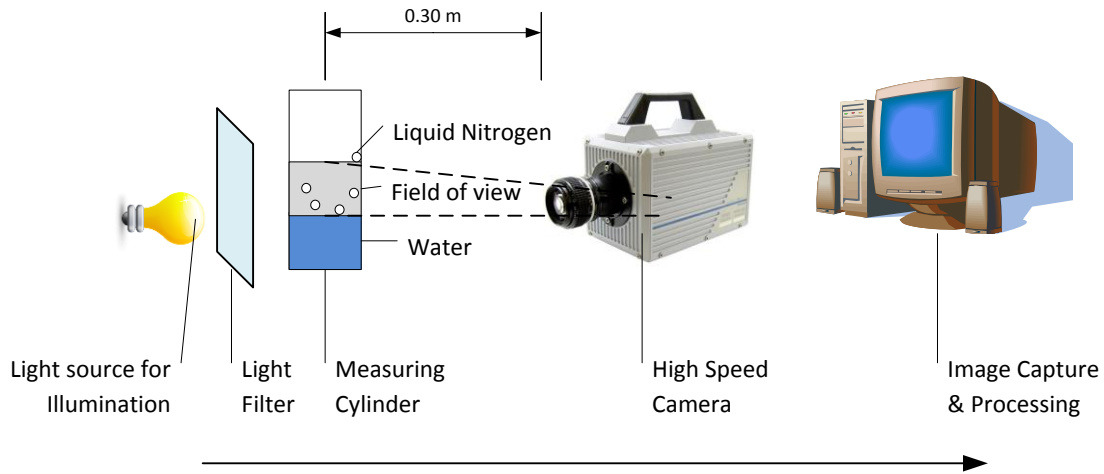 0.30 m
Liquid Nitrogen
Field of view
Water
Light source for
Illumination
Light
Filter
Measuring
Cylinder
High Speed
Camera
Image Capture
& Processing